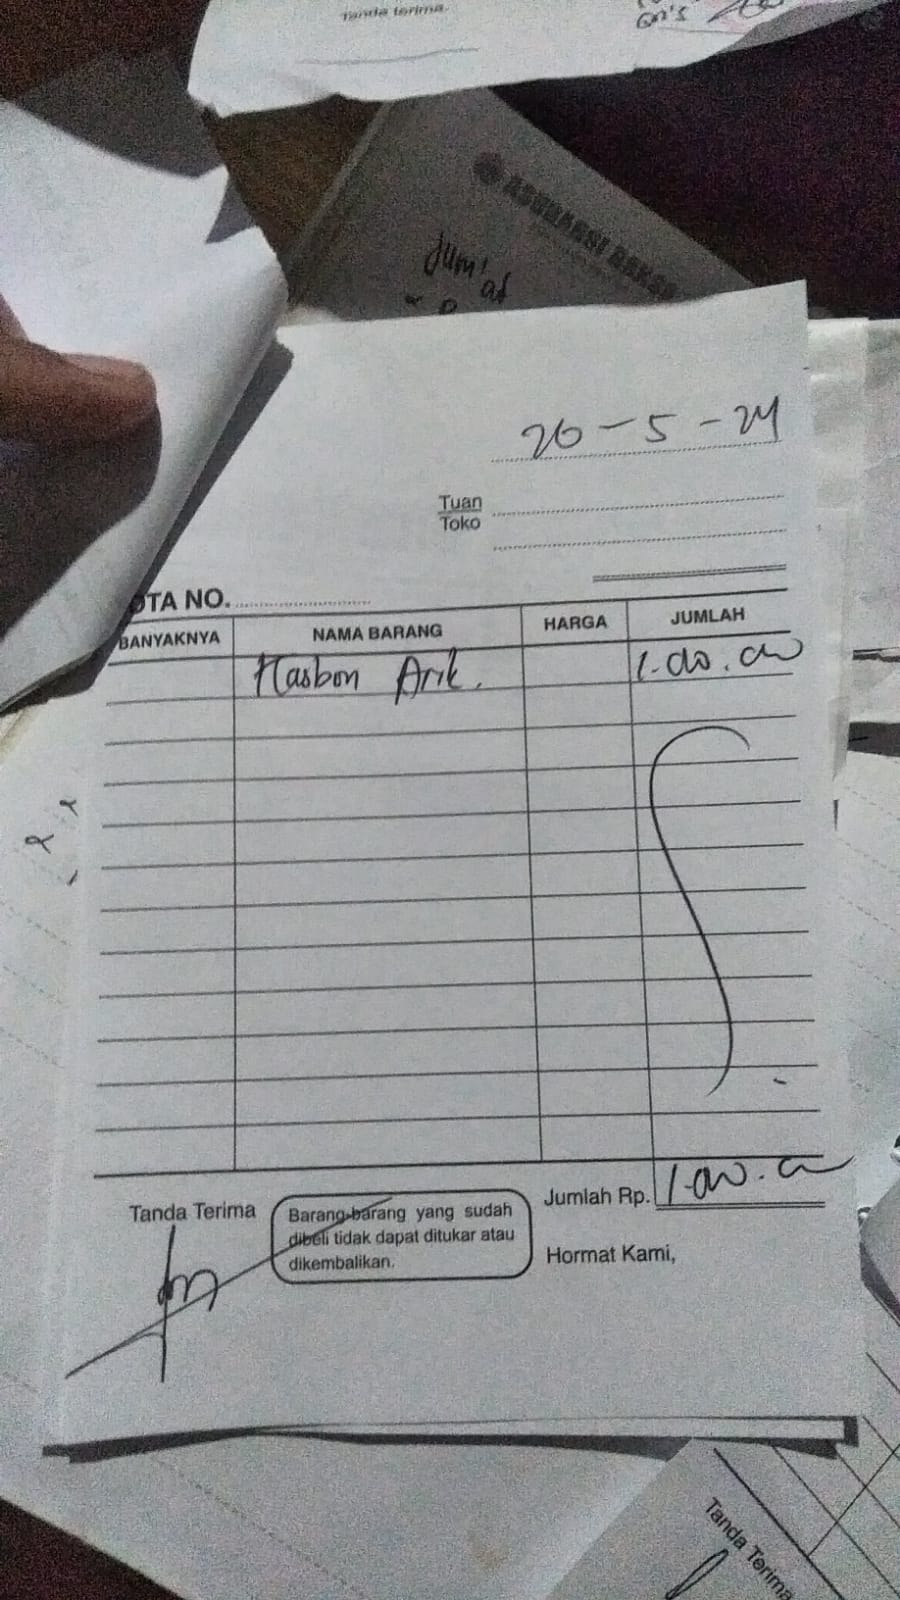 Tanda terima.
Jum'at
20-5-24
Tuan
Toko
OTA NO.
BANYAKNYA NAMA BARANG HARGA JUMLAH
Kasbon Arik. 1.000.000
Jumlah Rp. 1.000.000
Tanda Terima
Barang-barang yang sudah
dibeli tidak dapat ditukar atau
dikembalikan.
Hormat Kami,
Tanda Terima